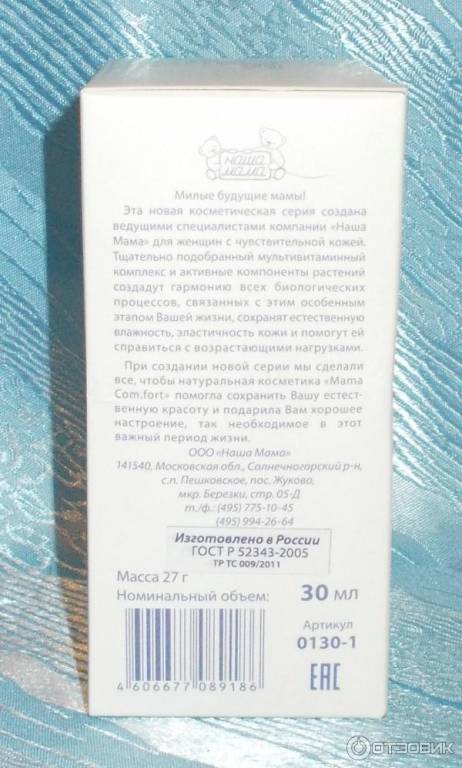 наша
мама
Милые будущие мамы!
Эта новая косметическая серия создана
ведущими специалистами компании «Наша
Мама» для женщин с чувствительной кожей.
Тщательно подобранный мультивитаминный
комплекс и активные компоненты растений
создадут гармонию всех биологических
процессов, связанных с этим особенным
этапом Вашей жизни, сохранят естественную
влажность, эластичность кожи и помогут ей
справиться с возрастающими нагрузками.
При создании новой серии мы сделали
все, чтобы натуральная косметика «Mama
Com.fort» помогла сохранить Вашу естест-
венную красоту и подарила Вам хорошее
настроение, так необходимое в этот
важный период жизни.
ООО «Наша Мама»
141540, Московская обл., Солнечногорский р-н,
с.п. Пешковское, пос. Жуково,
мкр. Березки, стр. 05-Д
т./ф.: (495) 775-10-45
(495) 994-26-64
Изготовлено в России
ГОСТ Р 52343-2005
ТР ТС 009/2011
Масса 27 г
Номинальный объем: 30 мл
Артикул
0130-1
4 606677 089186
EAC
ОТЗОВИК